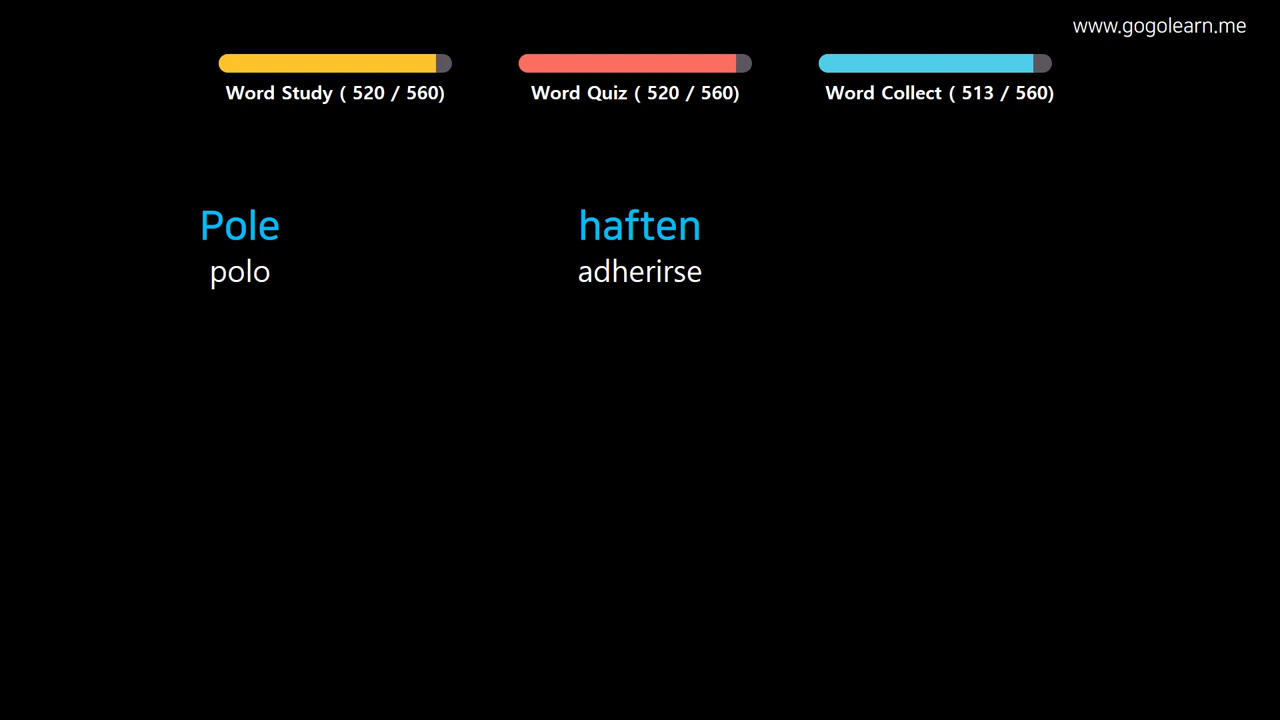 www.gogolearn.me
Word Study ( 520 / 560)
Word Quiz ( 520 / 560)
Word Collect ( 513 / 560)
Pole
polo
haften
adherirse